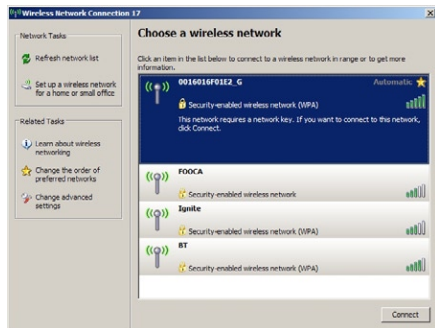 Wireless Network Connection 17
Network Tasks
Refresh network list
Set up a wireless network
for a home or small office
Related Tasks
Learn about wireless
networking
Change the order of
preferred networks
Change advanced
settings
Choose a wireless network
Click an item in the list below to connect to a wireless network in range or to get more
information.
0016016F01E2_G
Automatic
Security-enabled wireless network (WPA)
This network requires a network key. If you want to connect to this network,
click Connect.
FOOCA
Security-enabled wireless network
Ignite
Security-enabled wireless network (WPA)
BT
Security-enabled wireless network (WPA)
Connect